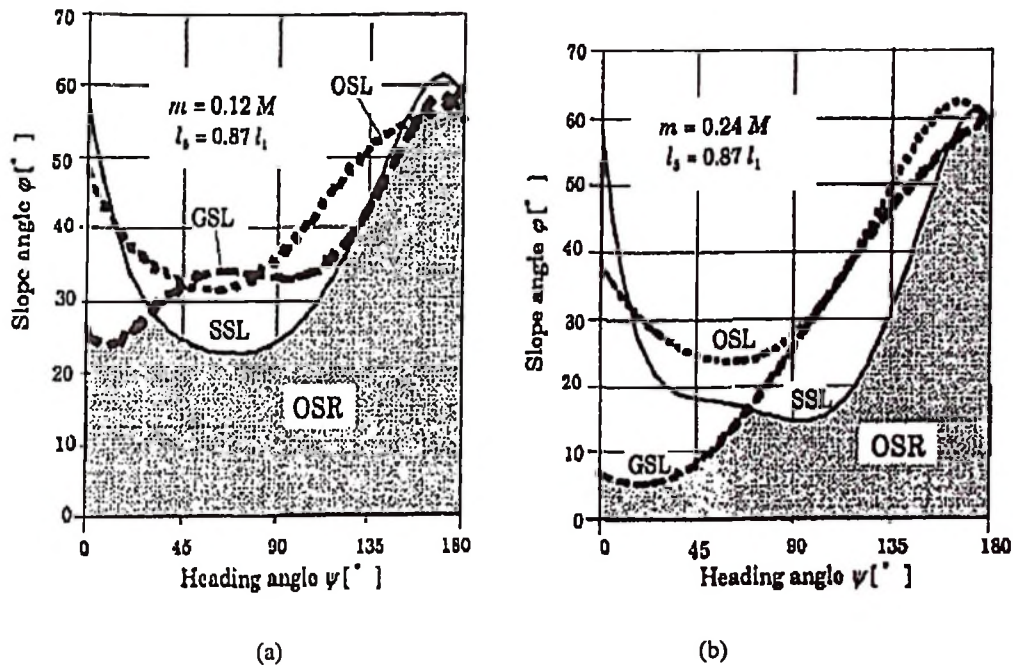 70
60
50
40
30
20
10
0
Slope angle φ[°]
m = 0.12 M
l₅ = 0.87 l₁
OSL
GSL
SSL
OSR
0 45 90 135 180
Heading angle ψ[°]
(a)
70
60
50
40
30
20
10
0
Slope angle φ[°]
m = 0.24 M
l₅ = 0.87 l₁
OSL
SSL
GSL
OSR
0 45 90 135 180
Heading angle ψ[°]
(b)